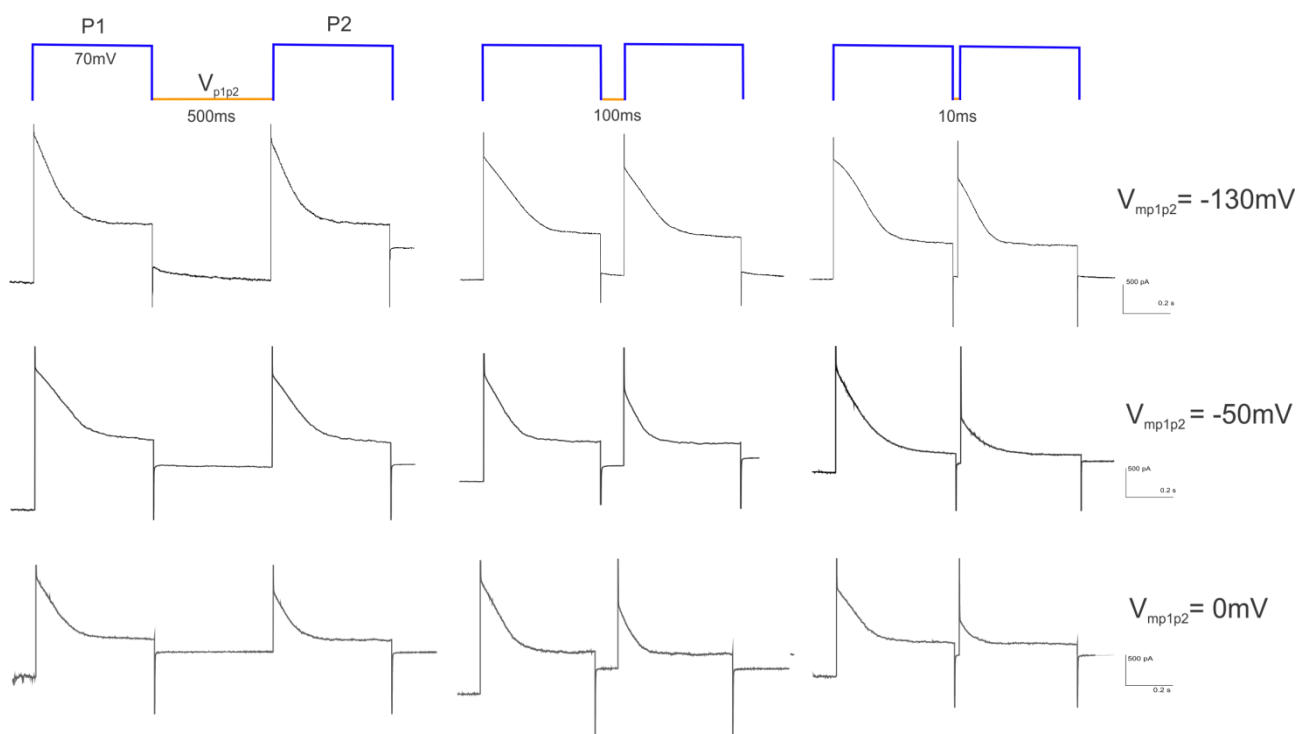 P1
P2
70mV
Vp1p2
500ms
100ms
10ms
Vmp1p2= -130mV
500 pA
0.2 s
Vmp1p2= -50mV
500 pA
0.2 s
Vmp1p2= 0mV
500 pA
0.2 s